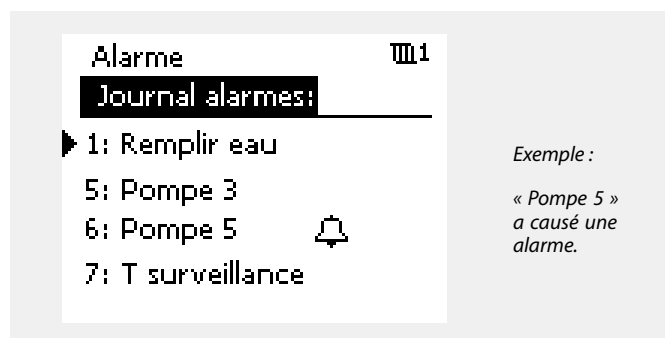 Alarme 1
Journal alarmes:
1: Remplir eau
5: Pompe 3
6: Pompe 5
7: T surveillance
Exemple :
« Pompe 5 »
a causé une
alarme.